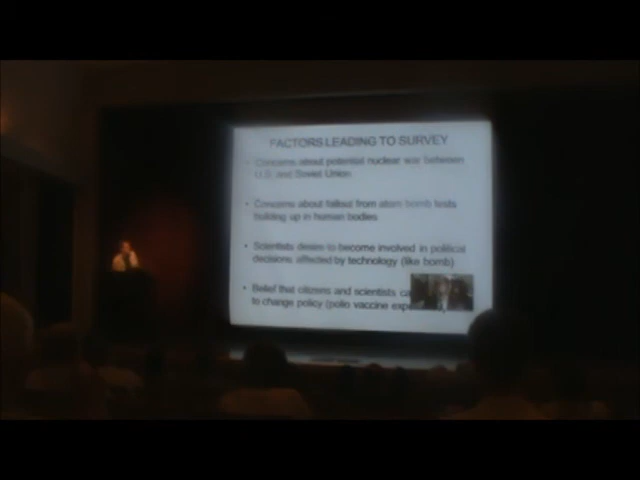 FACTORS LEADING TO SURVEY
• Concerns about potential nuclear war between
U.S. and Soviet Union
• Concerns about fallout from atom bomb tests
building up in human bodies
• Scientists desire to become involved in political
decisions affected by technology (like bomb)
• Belief that citizens and scientists
to change policy (polio vaccine